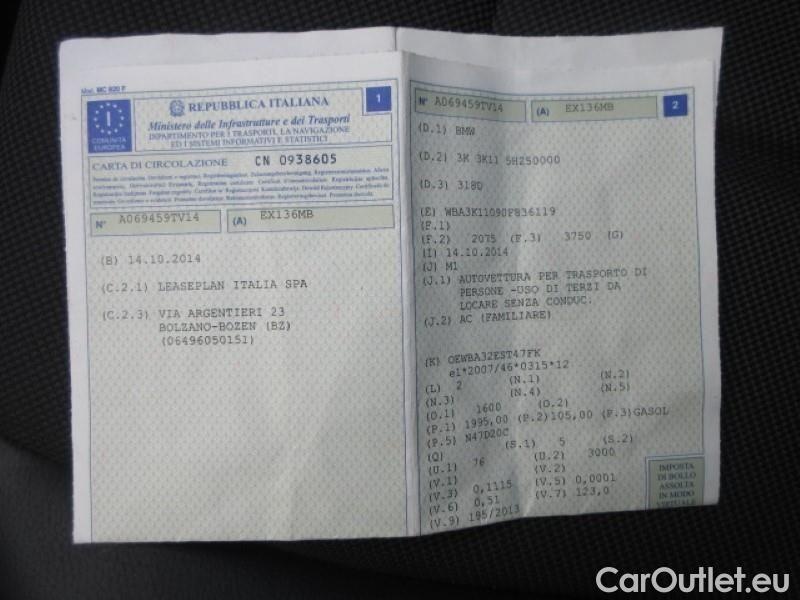 Mod. MC 820 F
REPUBBLICA ITALIANA
1
I
COMUNITÀ
EUROPEA
Ministero delle Infrastrutture e dei Trasporti
DIPARTIMENTO PER I TRASPORTI, LA NAVIGAZIONE
ED I SISTEMI INFORMATIVI E STATISTICI
CARTA DI CIRCOLAZIONE CN 0938605
N° A069459TV14 (A) EX136MB
(B) 14.10.2014
(C.2.1) LEASEPLAN ITALIA SPA
(C.2.3) VIA ARGENTIERI 23
BOLZANO-BOZEN (BZ)
(06496050151)
N° A069459TV14 (A) EX136MB 2
(D.1) BMW
(D.2) 3K 3K11 5H250000
(D.3) 318D
(E) WBA3K11090F836119
(F.1)
(F.2) 2075 (F.3) 3750 (G)
(I) 14.10.2014
(J) M1
(J.1) AUTOVETTURA PER TRASPORTO DI
PERSONE -USO DI TERZI DA
LOCARE SENZA CONDUC.
(J.2) AC (FAMILIARE)
(K) OEWBA32EST47FK
e1*2007/46*0315*12
(L) 2 (N.1) (N.2)
(N.3) (N.4) (N.5)
(O.1) 1600 (O.2)
(P.1) 1995,00 (P.2)105,00 (P.3)GASOL
(P.5) N47D20C
(Q) (S.1) 5 (S.2)
(U.1) 76 (U.2) 3000
(V.1) (V.2)
(V.3) 0,1115 (V.5) 0,0001
(V.6) 0,51 (V.7) 123,0
(V.9) 195/2013
IMPOSTA
DI BOLLO
ASSOLTA
IN MODO
VIRTUALE
CarOutlet.eu